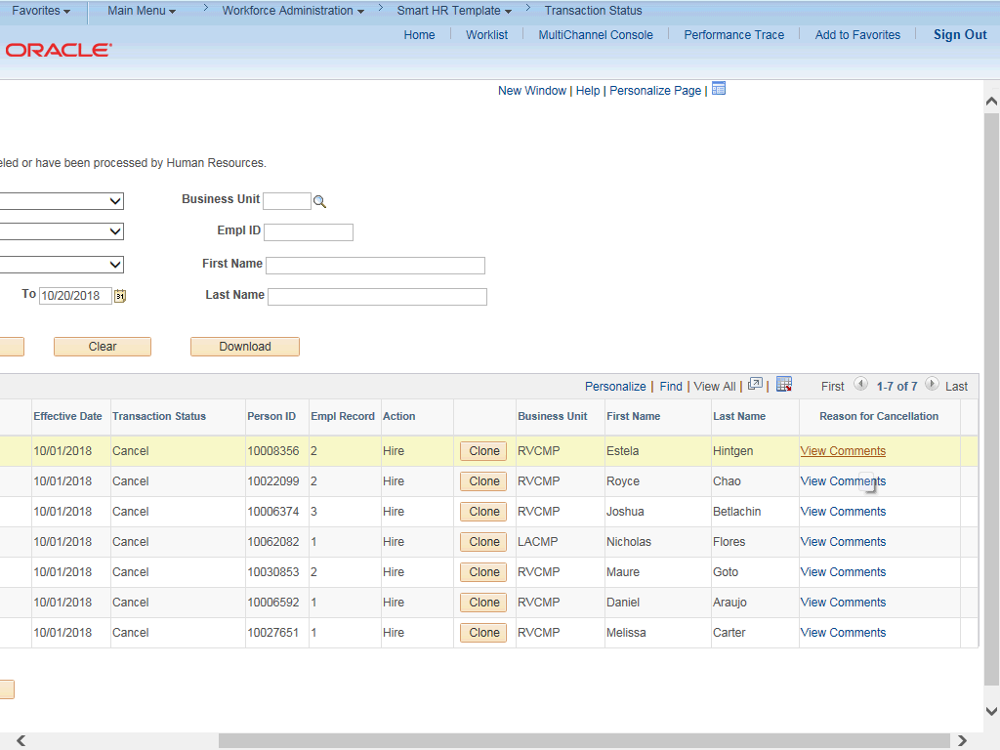 Favorites Main Menu > Workforce Administration > Smart HR Template > Transaction Status
Home Worklist MultiChannel Console Performance Trace Add to Favorites Sign Out
ORACLE
New Window | Help | Personalize Page |
eled or have been processed by Human Resources.
Business Unit
Empl ID
First Name
To 10/20/2018 31 Last Name
Clear Download
Personalize | Find | View All | | First 1-7 of 7 Last
Effective Date Transaction Status Person ID Empl Record Action Business Unit First Name Last Name Reason for Cancellation
10/01/2018 Cancel 10008356 2 Hire Clone RVCMP Estela Hintgen View Comments
10/01/2018 Cancel 10022099 2 Hire Clone RVCMP Royce Chao View Comments
10/01/2018 Cancel 10006374 3 Hire Clone RVCMP Joshua Betlachin View Comments
10/01/2018 Cancel 10062082 1 Hire Clone LACMP Nicholas Flores View Comments
10/01/2018 Cancel 10030853 2 Hire Clone RVCMP Maure Goto View Comments
10/01/2018 Cancel 10006592 1 Hire Clone RVCMP Daniel Araujo View Comments
10/01/2018 Cancel 10027651 1 Hire Clone RVCMP Melissa Carter View Comments